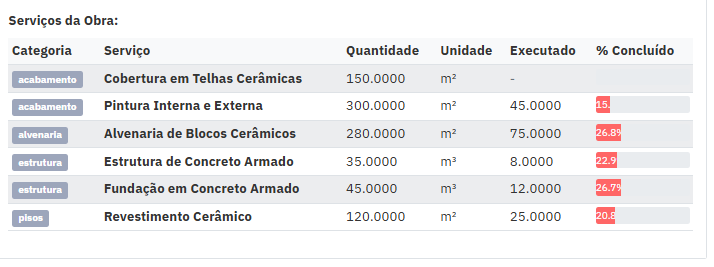 Serviços da Obra:
Categoria Serviço Quantidade Unidade Executado % Concluído
acabamento Cobertura em Telhas Cerâmicas 150.0000 m² -
acabamento Pintura Interna e Externa 300.0000 m² 45.0000 15.
alvenaria Alvenaria de Blocos Cerâmicos 280.0000 m² 75.0000 26.8%
estrutura Estrutura de Concreto Armado 35.0000 m³ 8.0000 22.9
estrutura Fundação em Concreto Armado 45.0000 m³ 12.0000 26.7%
pisos Revestimento Cerâmico 120.0000 m² 25.0000 20.8